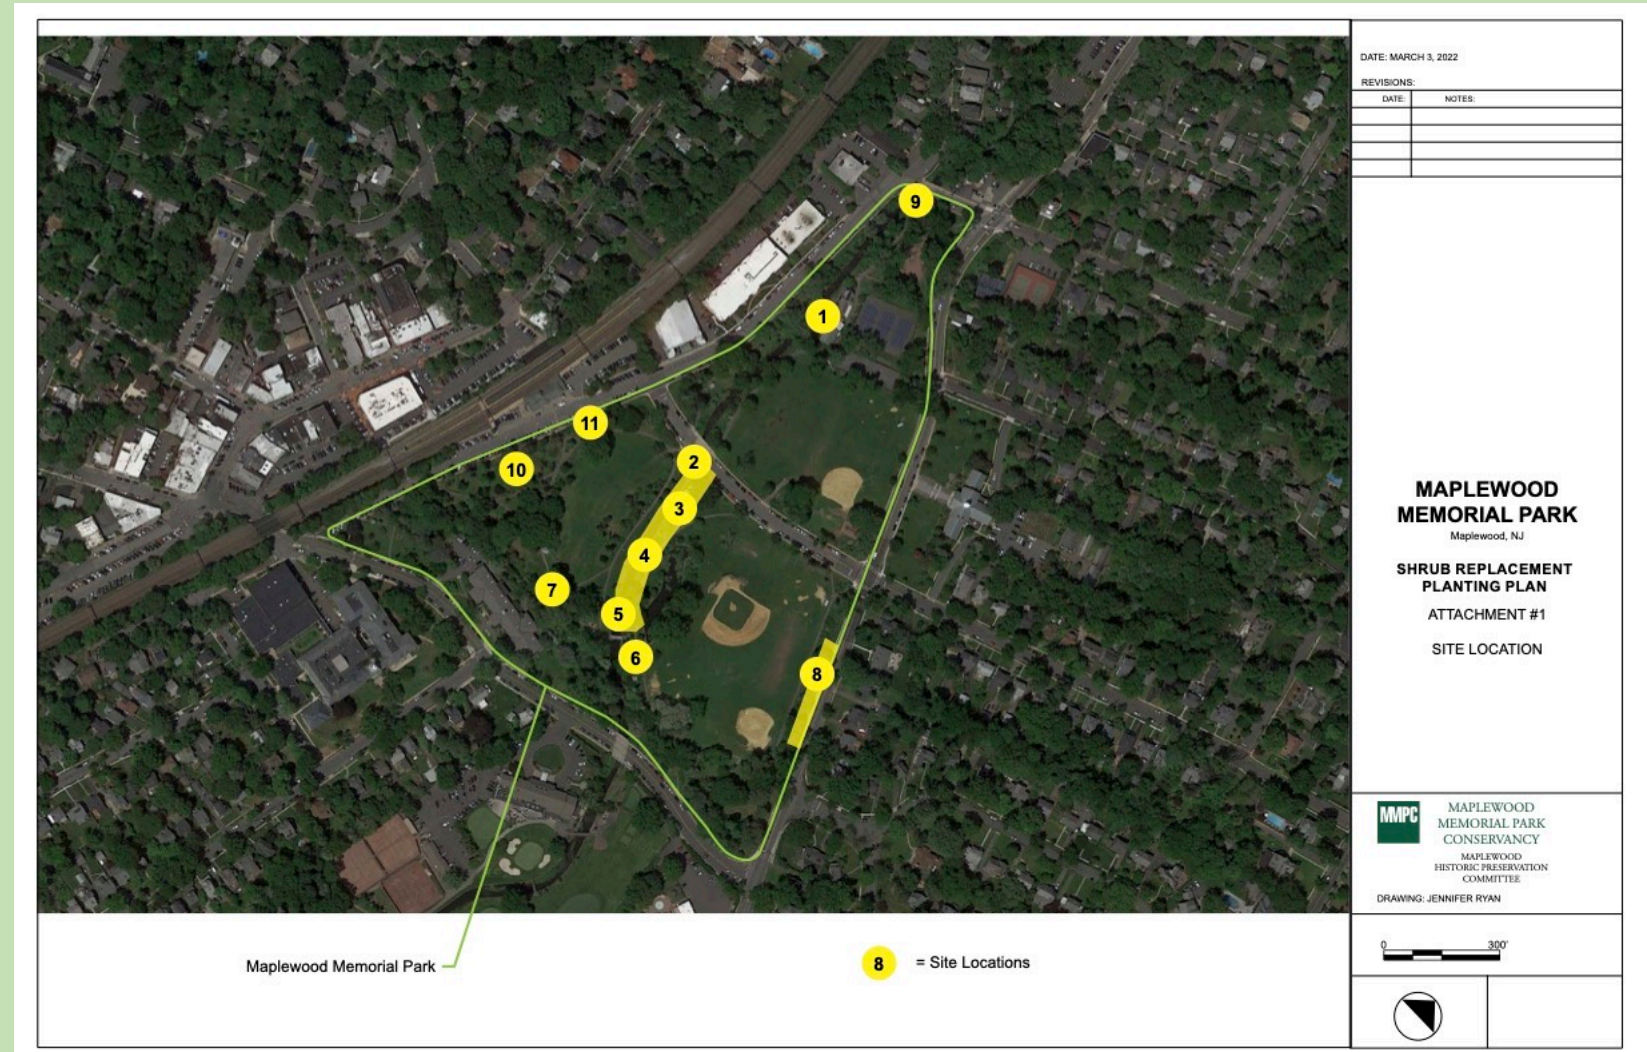 DATE: MARCH 3, 2022
REVISIONS:
DATE: NOTES:
9
1
11
2
10
3
4
7
5
6
8
MAPLEWOOD
MEMORIAL PARK
Maplewood, NJ
SHRUB REPLACEMENT
PLANTING PLAN
ATTACHMENT #1
SITE LOCATION
MMPC
MAPLEWOOD
MEMORIAL PARK
CONSERVANCY
MAPLEWOOD
HISTORIC PRESERVATION
COMMITTEE
DRAWING: JENNIFER RYAN
0 300'
Maplewood Memorial Park
8 = Site Locations